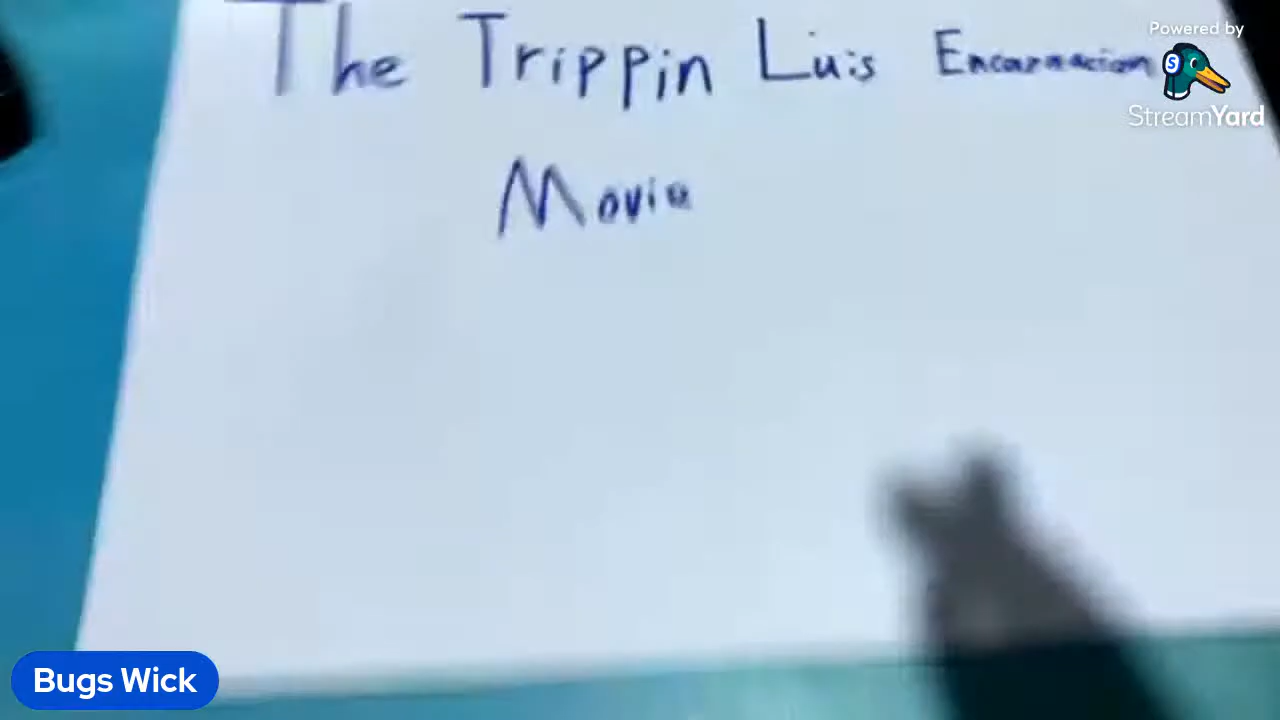 The Trippin Luis Encarnacion
Movie
Powered by
StreamYard
Bugs Wick